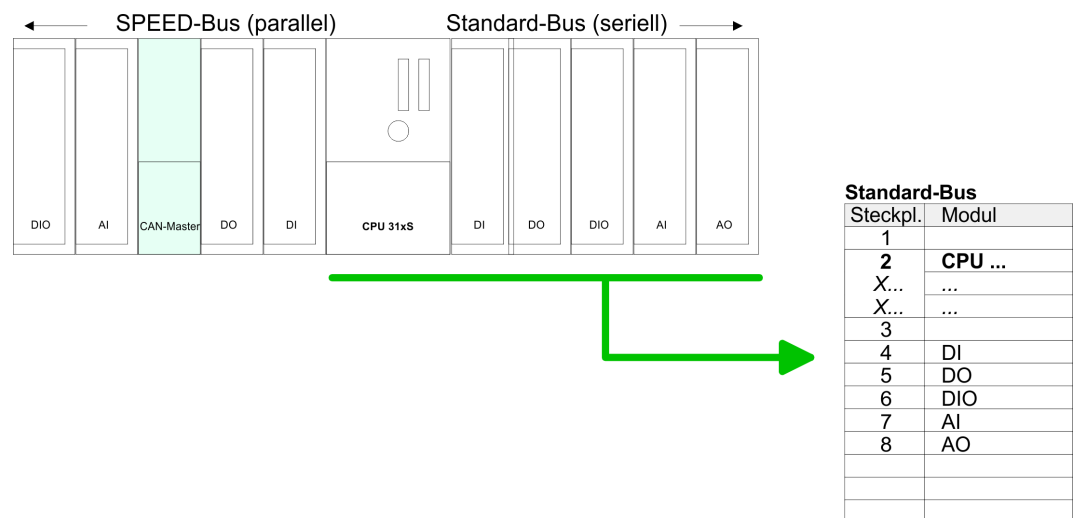 SPEED-Bus (parallel) Standard-Bus (seriell)
DIO AI CAN-Master DO DI CPU 31xS DI DO DIO AI AO
Standard-Bus
Steckpl. Modul
1
2 CPU ...
X... ...
X... ...
3
4 DI
5 DO
6 DIO
7 AI
8 AO